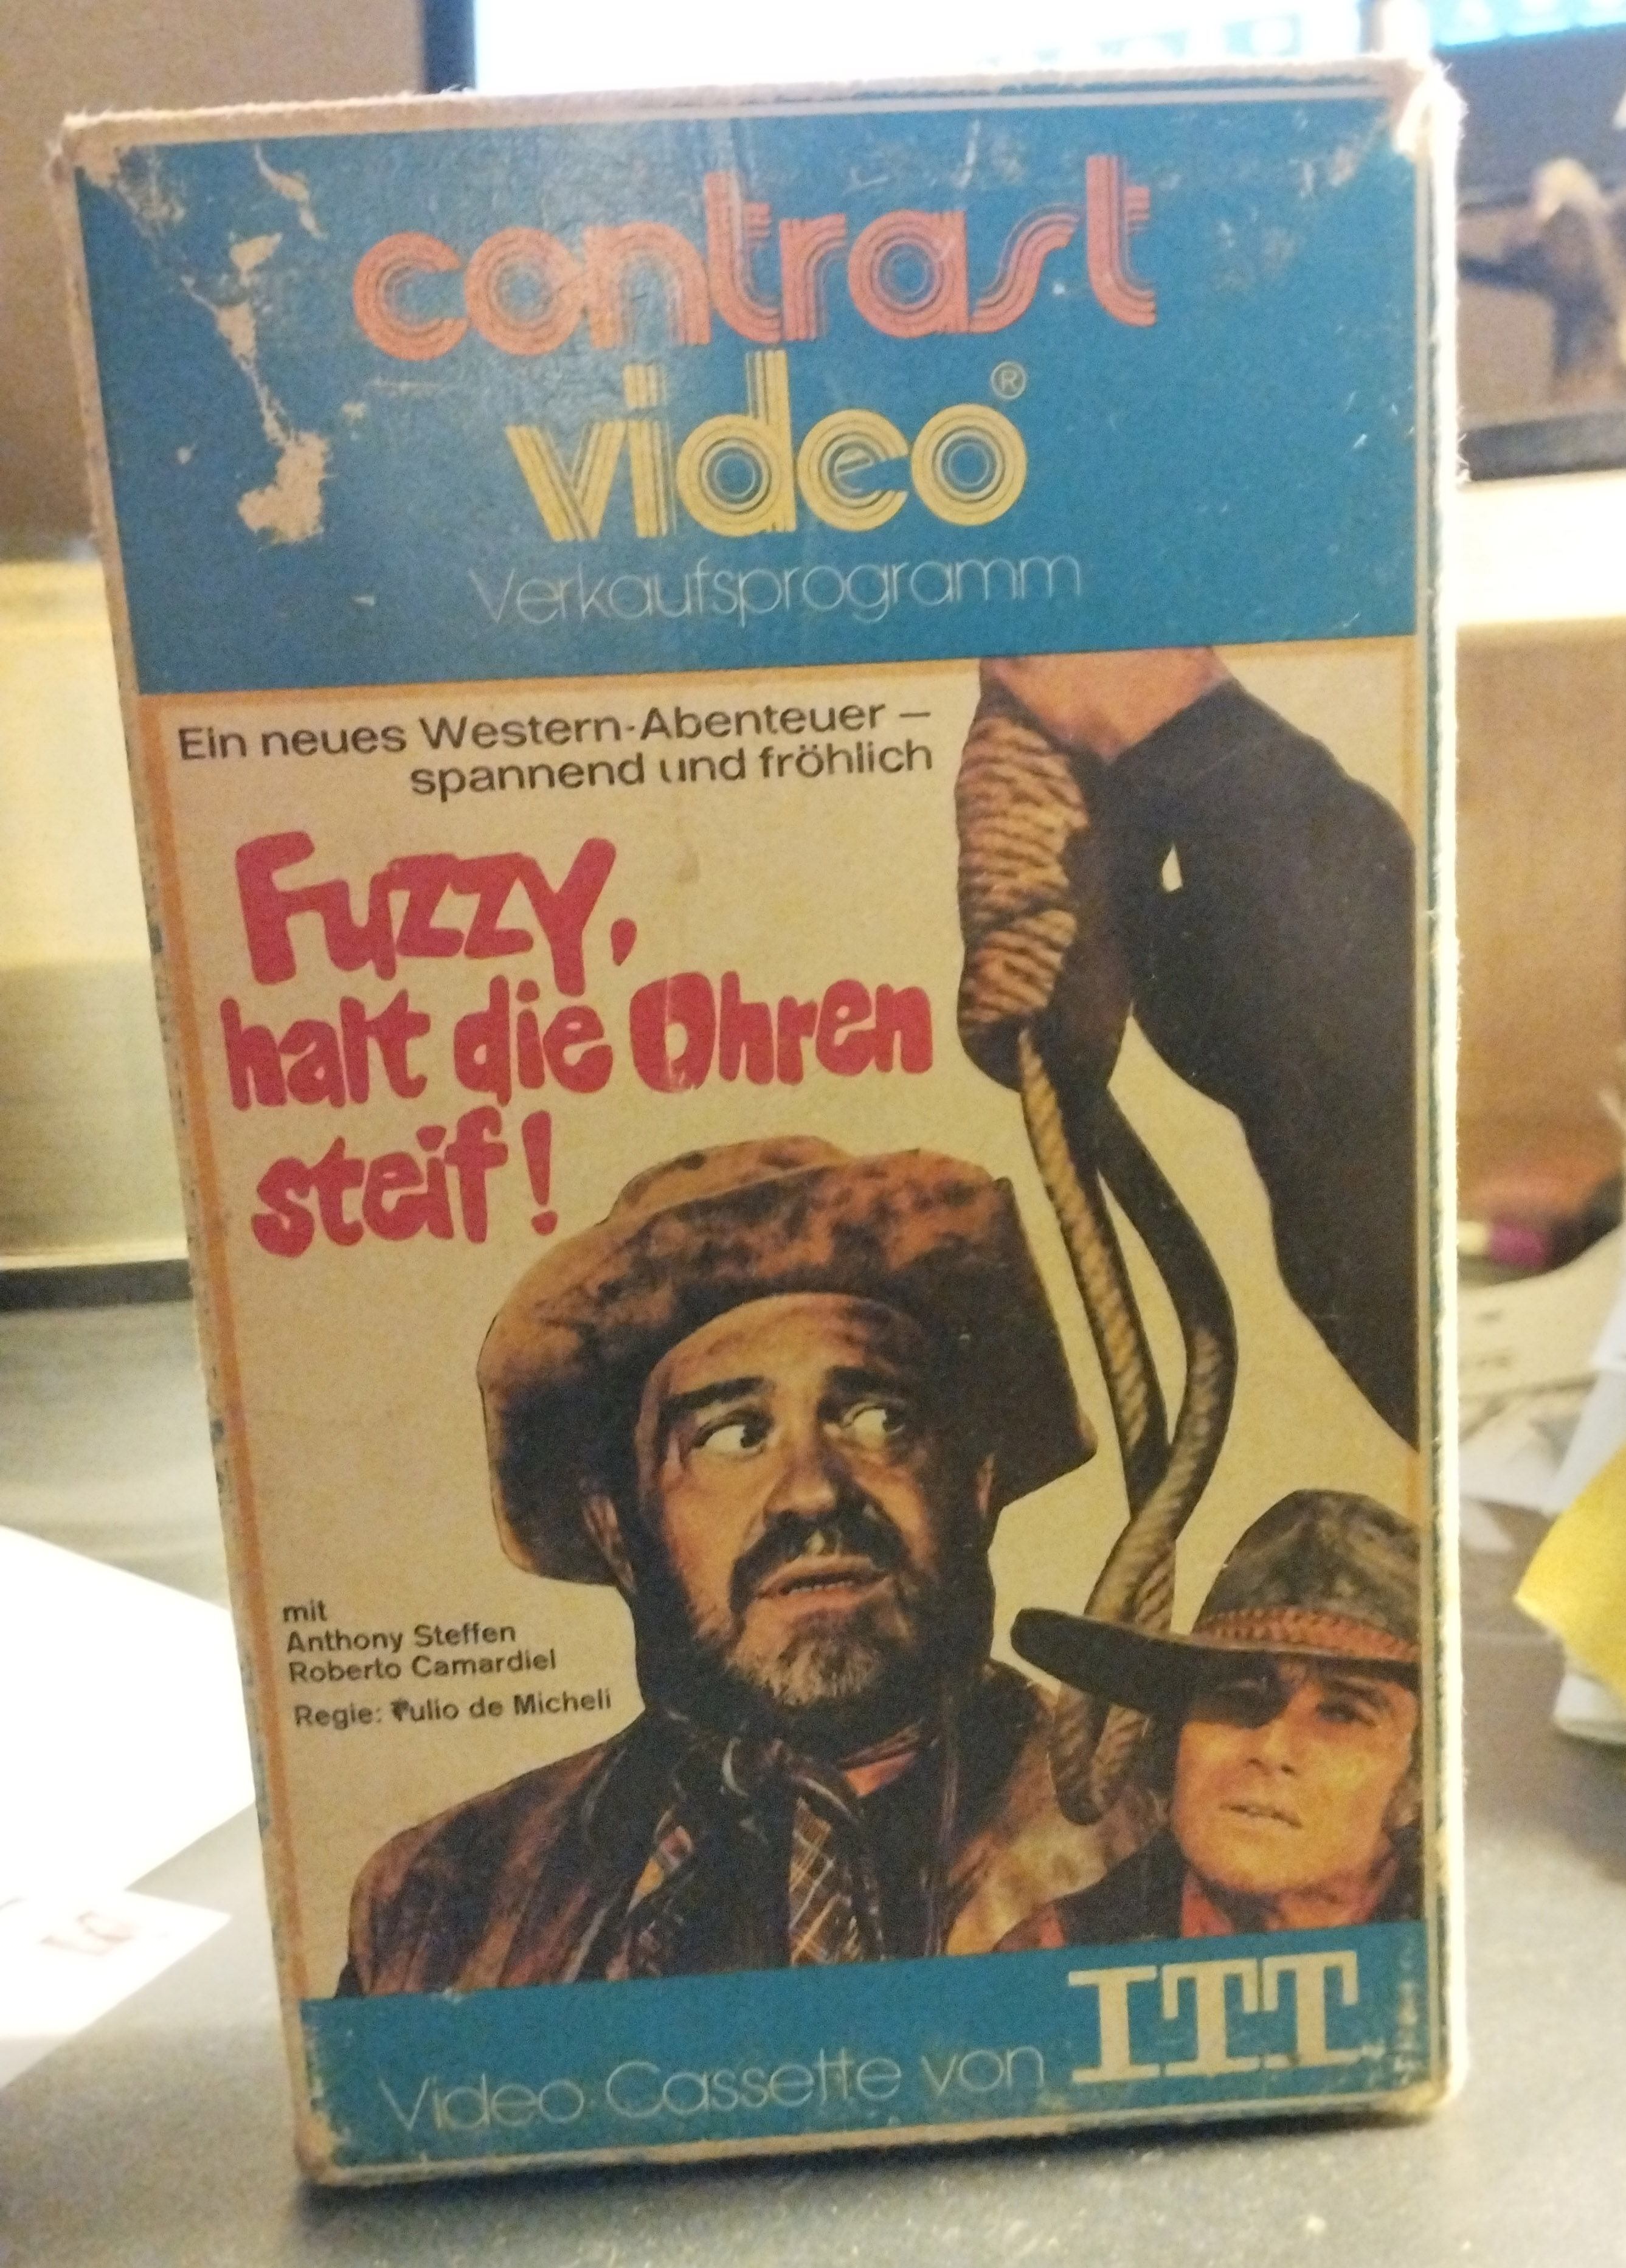 contrast
video®
Verkaufsprogramm
Ein neues Western-Abenteuer –
spannend und fröhlich
Fuzzy,
halt die Ohren
steif!
mit
Anthony Steffen
Roberto Camardiel
Regie: Tulio de Micheli
Video-Cassette von ITT